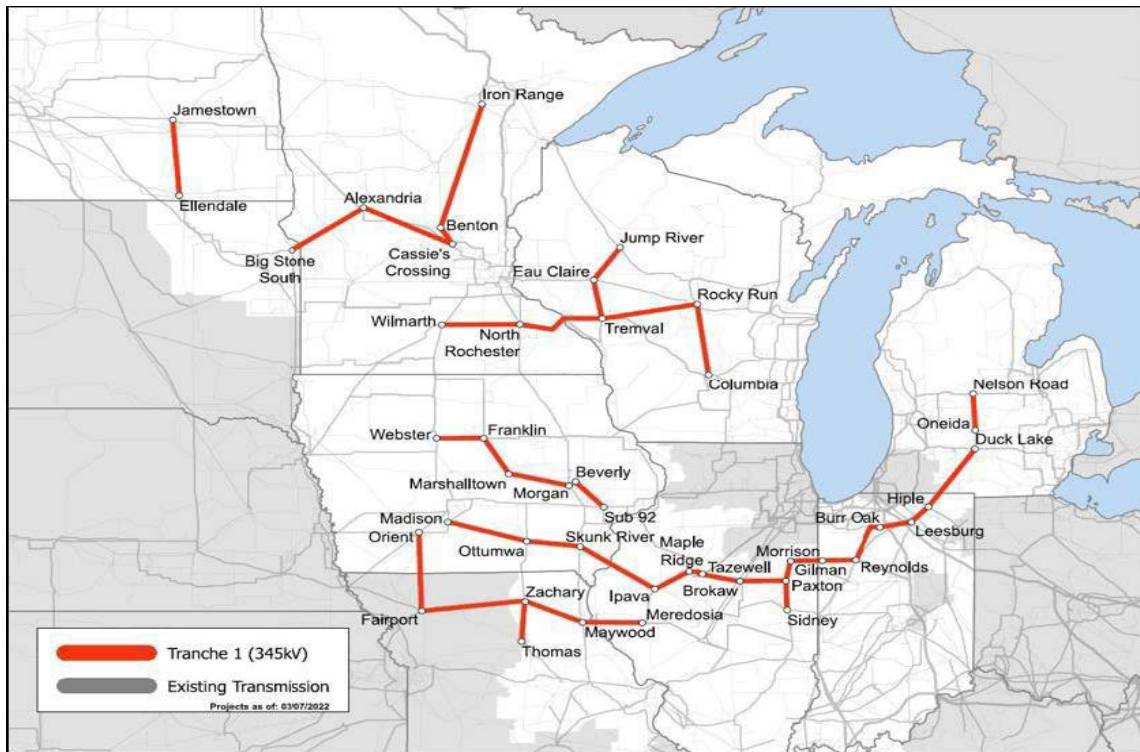 Iron Range
Jamestown
Ellendale
Alexandria
Benton
Big Stone
South
Cassie's
Crossing
Jump River
Eau Claire
Rocky Run
Wilmarth
North
Rochester
Tremval
Columbia
Nelson Road
Oneida
Duck Lake
Webster
Franklin
Marshalltown
Morgan
Beverly
Sub 92
Hiple
Burr Oak
Leesburg
Madison
Orient
Ottumwa
Skunk River
Maple
Ridge
Tazewell
Morrison
Gilman
Reynolds
Ipava
Brokaw
Paxton
Sidney
Fairport
Zachary
Maywood
Meredosia
Thomas
Tranche 1 (345kV)
Existing Transmission
Projects as of: 03/07/2022